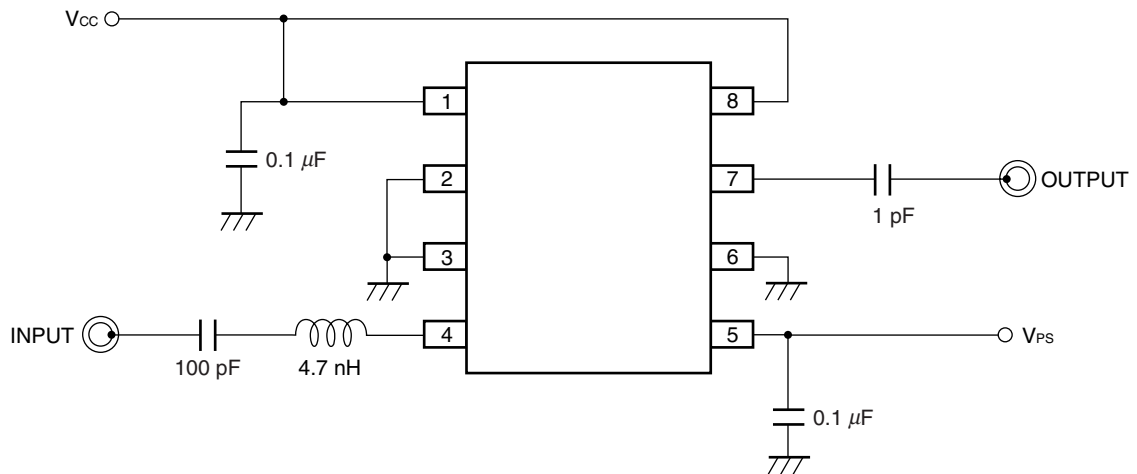 VCC
1
8
0.1 μF
2
7
OUTPUT
1 pF
3
6
INPUT
4
5
VPS
100 pF
4.7 nH
0.1 μF